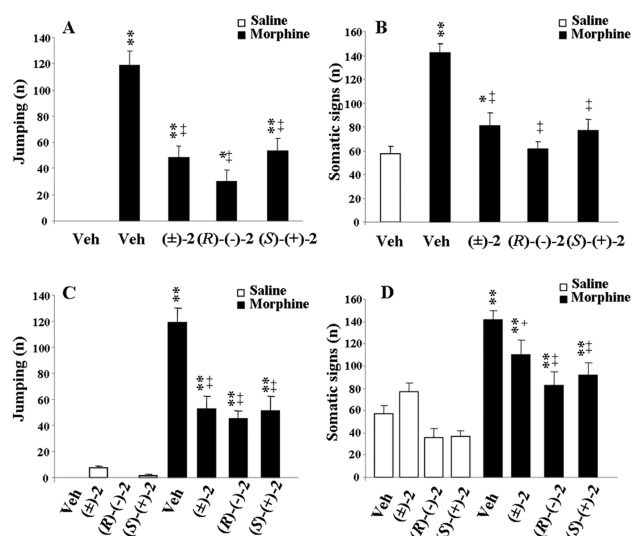 A
Saline
Morphine
Jumping (n)
140
120
100
80
60
40
20
0
**
**‡
*‡
**‡
Veh
Veh
(±)-2
(R)-(-)-2
(S)-(+)-2
B
Saline
Morphine
Somatic signs (n)
160
140
120
100
80
60
40
20
0
**
*‡
‡
‡
Veh
Veh
(±)-2
(R)-(-)-2
(S)-(+)-2
C
Saline
Morphine
Jumping (n)
140
120
100
80
60
40
20
0
**
**‡
**‡
**‡
Veh
(±)-2
(R)-(-)-2
(S)-(+)-2
Veh
(±)-2
(R)-(-)-2
(S)-(+)-2
D
Saline
Morphine
Somatic signs (n)
160
140
120
100
80
60
40
20
0
**
**+
**‡
**‡
Veh
(±)-2
(R)-(-)-2
(S)-(+)-2
Veh
(±)-2
(R)-(-)-2
(S)-(+)-2